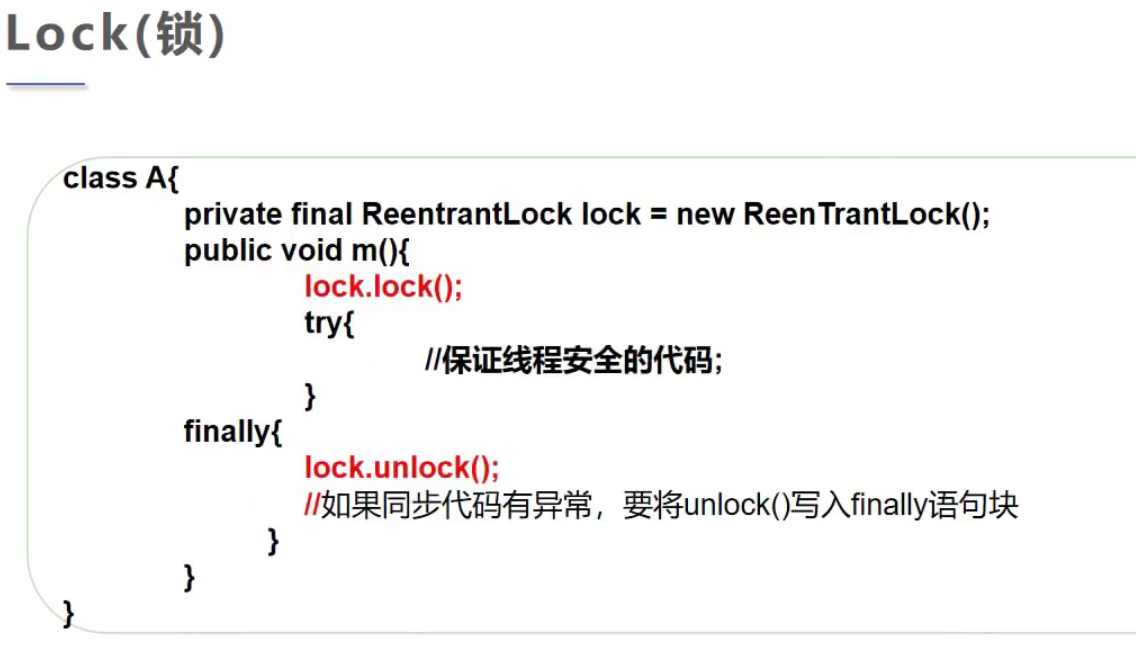 Lock(锁)
class A{
private final ReentrantLock lock = new ReenTrantLock();
public void m(){
lock.lock();
try{
//保证线程安全的代码;
}
finally{
lock.unlock();
//如果同步代码有异常，要将unlock()写入finally语句块
}
}
}